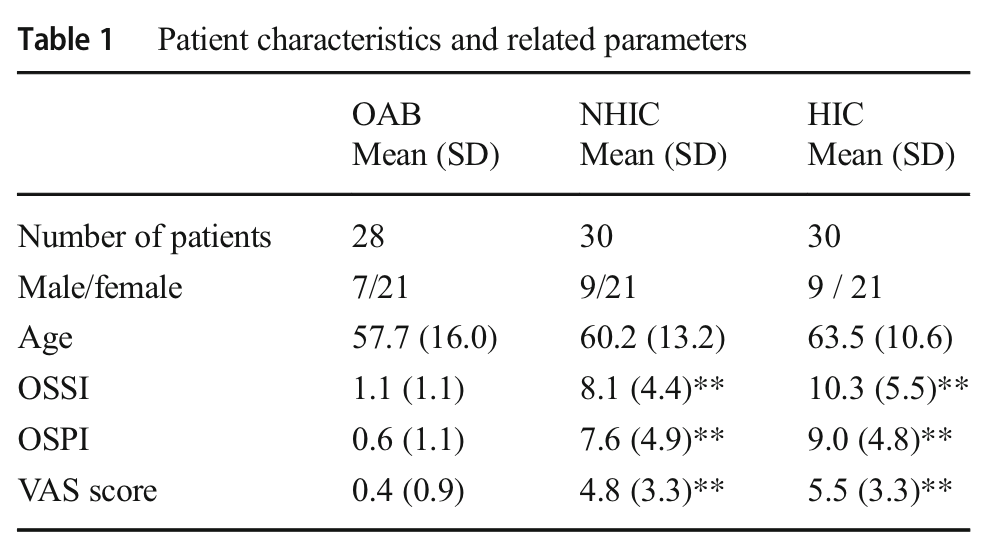 Table 1 Patient characteristics and related parameters
OAB NHIC HIC
Mean (SD) Mean (SD) Mean (SD)
Number of patients 28 30 30
Male/female 7/21 9/21 9 / 21
Age 57.7 (16.0) 60.2 (13.2) 63.5 (10.6)
OSSI 1.1 (1.1) 8.1 (4.4)** 10.3 (5.5)**
OSPI 0.6 (1.1) 7.6 (4.9)** 9.0 (4.8)**
VAS score 0.4 (0.9) 4.8 (3.3)** 5.5 (3.3)**